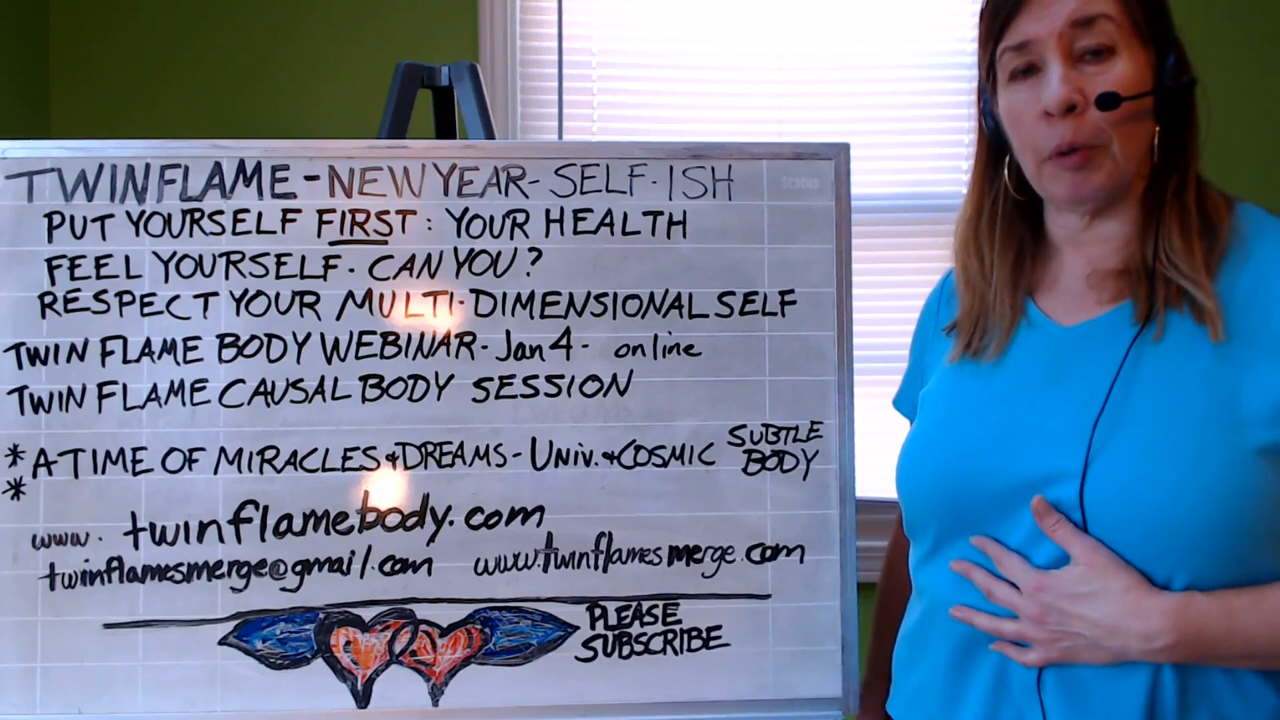 TWINFLAME-NEW YEAR-SELF-ISH
PUT YOURSELF FIRST: YOUR HEALTH
FEEL YOURSELF. CAN YOU?
RESPECT YOUR MULTI-DIMENSIONAL SELF
TWIN FLAME BODY WEBINAR-Jan 4- online
TWIN FLAME CAUSAL BODY SESSION
* A TIME OF MIRACLES + DREAMS - Univ. + COSMIC SUBTLE BODY
*
www. twinflamebody.com
twinflamesmerge@gmail.com www.twinflamesmerge.com
PLEASE
SUBSCRIBE